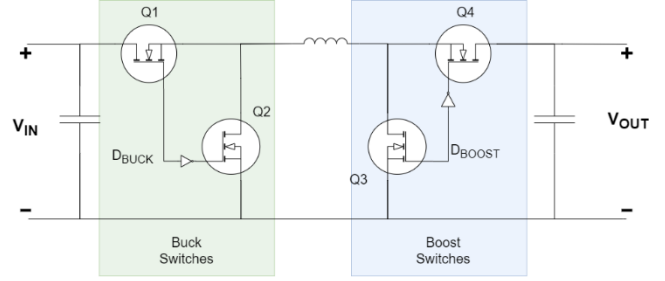 Q1
Q4
+
+
Q2
VIN
VOUT
DBUCK
DBOOST
Q3
−
−
Buck
Switches
Boost
Switches